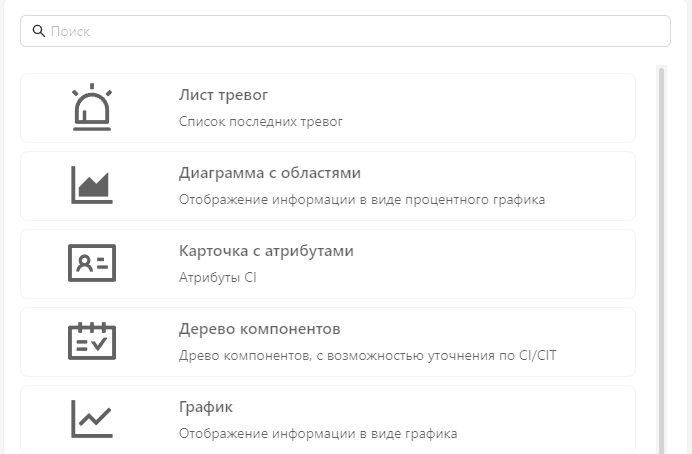 Поиск
Лист тревог
Список последних тревог
Диаграмма с областями
Отображение информации в виде процентного графика
Карточка с атрибутами
Атрибуты CI
Дерево компонентов
Древо компонентов, с возможностью уточнения по CI/CIT
График
Отображение информации в виде графика